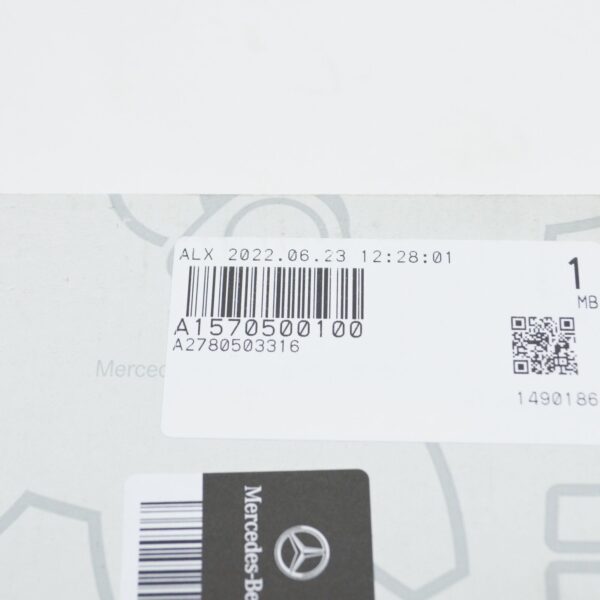 ALX 2022.06.23 12:28:01
1
MB
A1570500100
A2780503316
1490186
Merced
Mercedes-Be